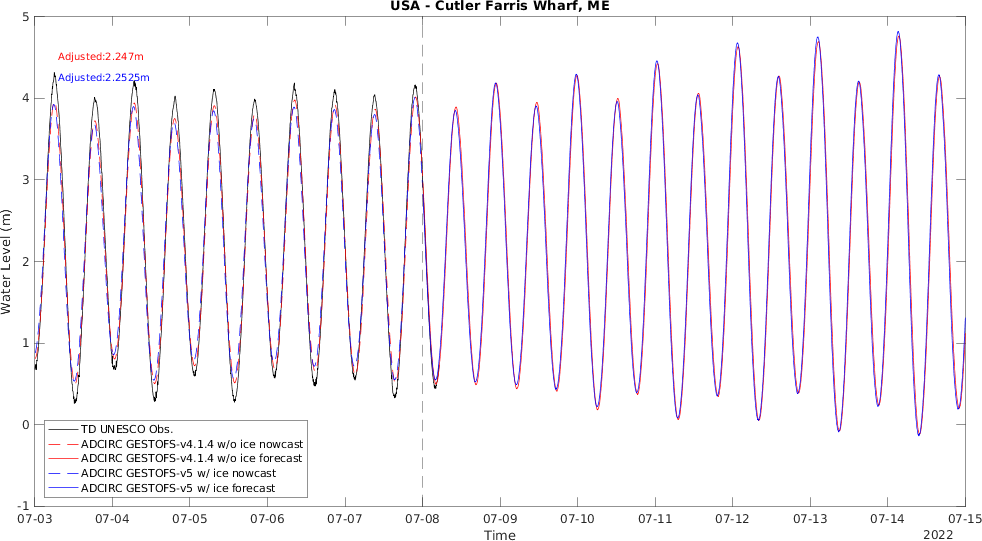 USA - Cutler Farris Wharf, ME
5
Adjusted:2.247m
Adjusted:2.2525m
4
3
Water Level (m)
2
1
0
TD UNESCO Obs.
ADCIRC GESTOFS-v4.1.4 w/o ice nowcast
ADCIRC GESTOFS-v4.1.4 w/o ice forecast
ADCIRC GESTOFS-v5 w/ ice nowcast
ADCIRC GESTOFS-v5 w/ ice forecast
-1
07-03 07-04 07-05 07-06 07-07 07-08 07-09 07-10 07-11 07-12 07-13 07-14 07-15
Time
2022